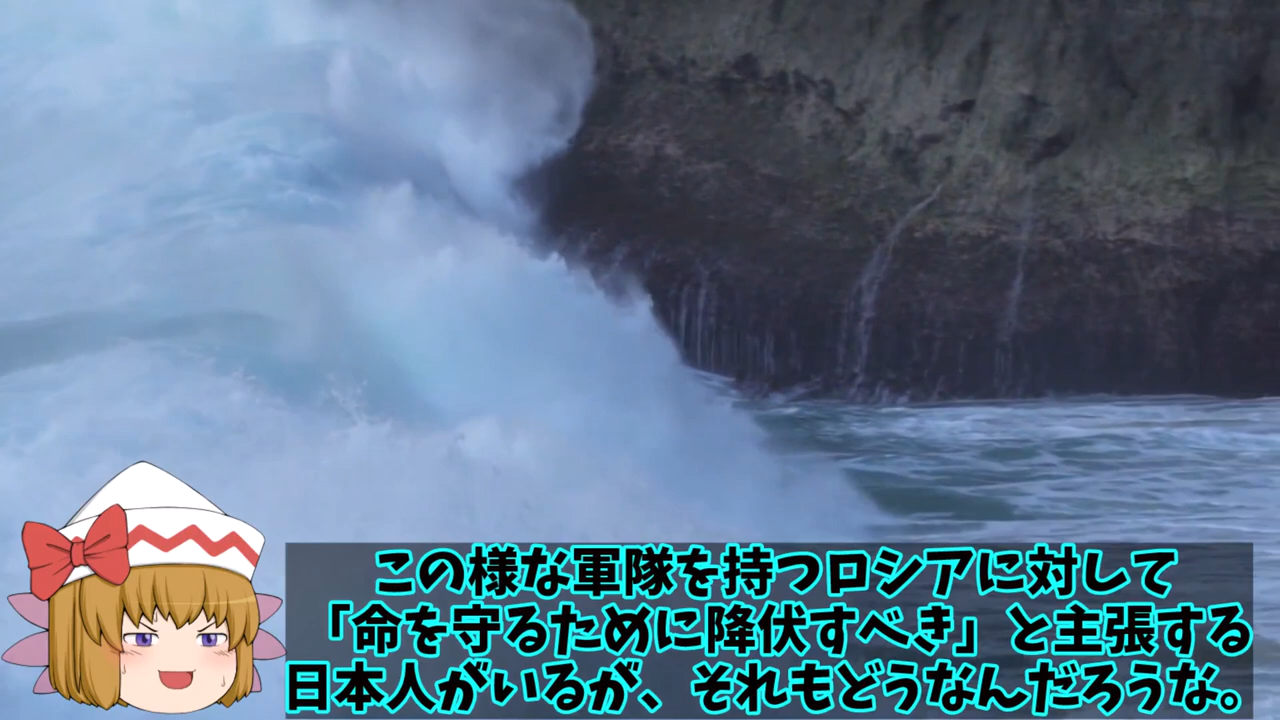 この様な軍隊を持つロシアに対して
「命を守るために降伏すべき」と主張する
日本人がいるが、それもどうなんだろうな。